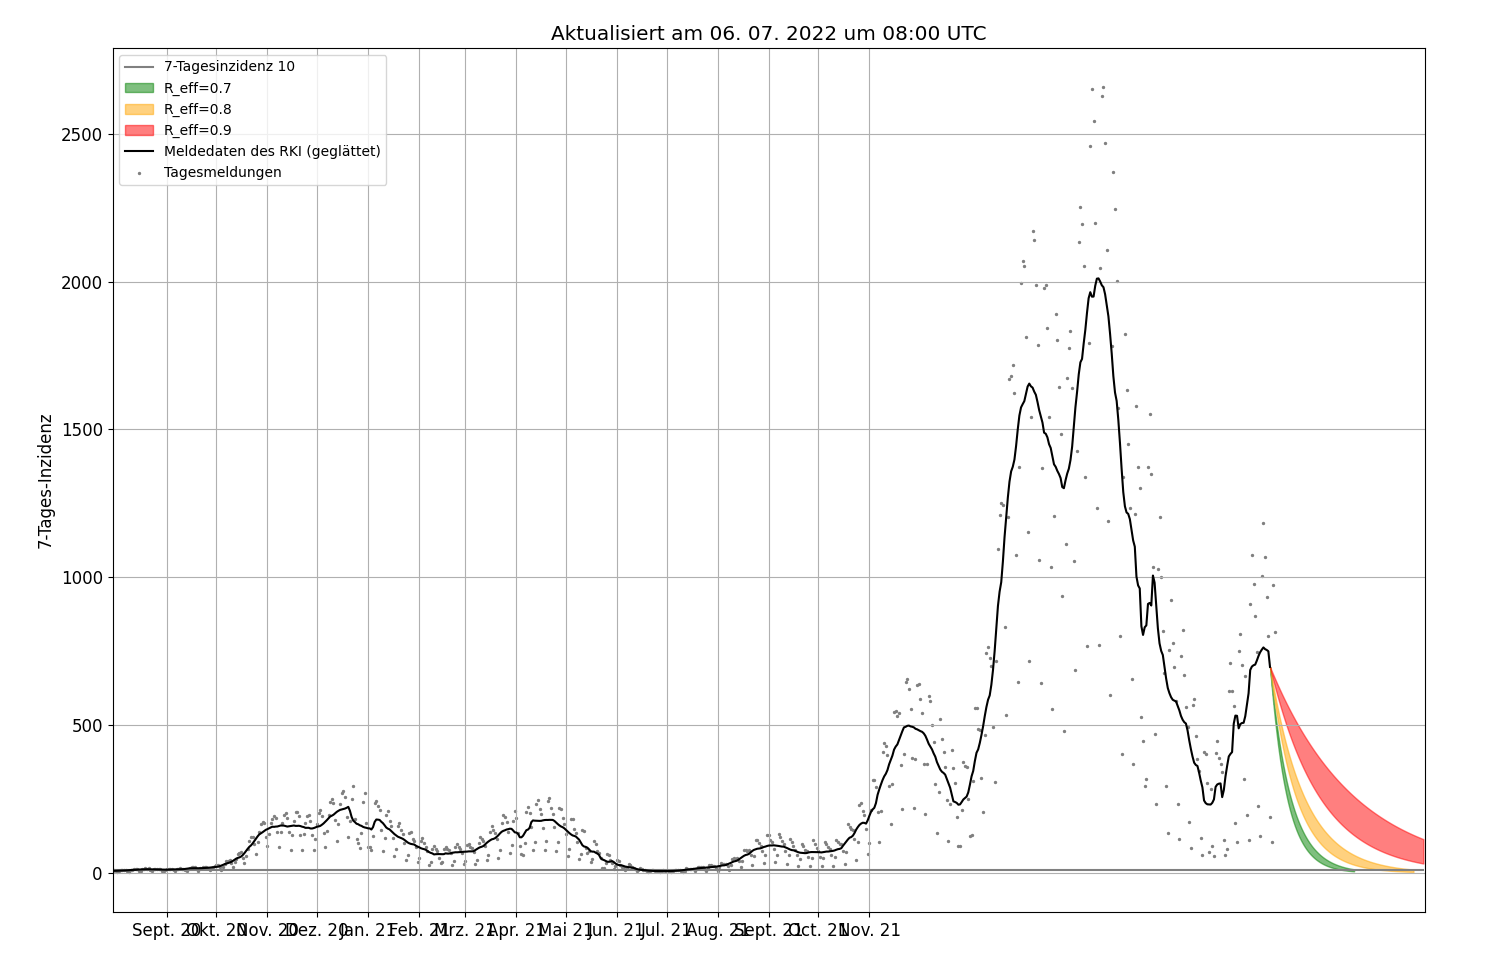 Aktualisiert am 06. 07. 2022 um 08:00 UTC
7-Tagesinzidenz 10
R_eff=0.7
R_eff=0.8
R_eff=0.9
Meldedaten des RKI (geglättet)
Tagesmeldungen
7-Tages-Inzidenz
2500
2000
1500
1000
500
0
Sept. 20 Okt. 20 Nov. 20 Dez. 20 Jan. 21 Feb. 21 Mrz. 21 Apr. 21 Mai 21 Jun. 21 Jul. 21 Aug. 21 Sept. 21 Oct. 21 Nov. 21